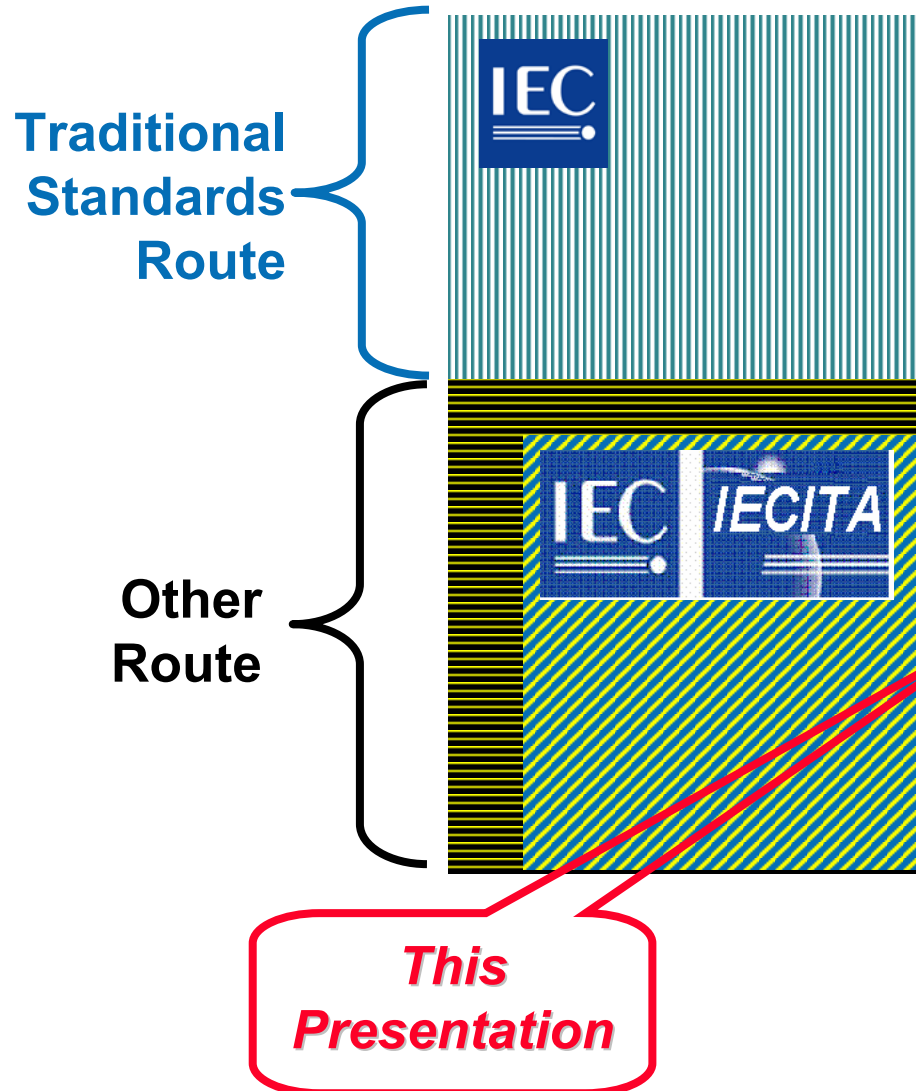 IEC
Traditional
Standards
Route
IEC IECITA
Other
Route
This
Presentation